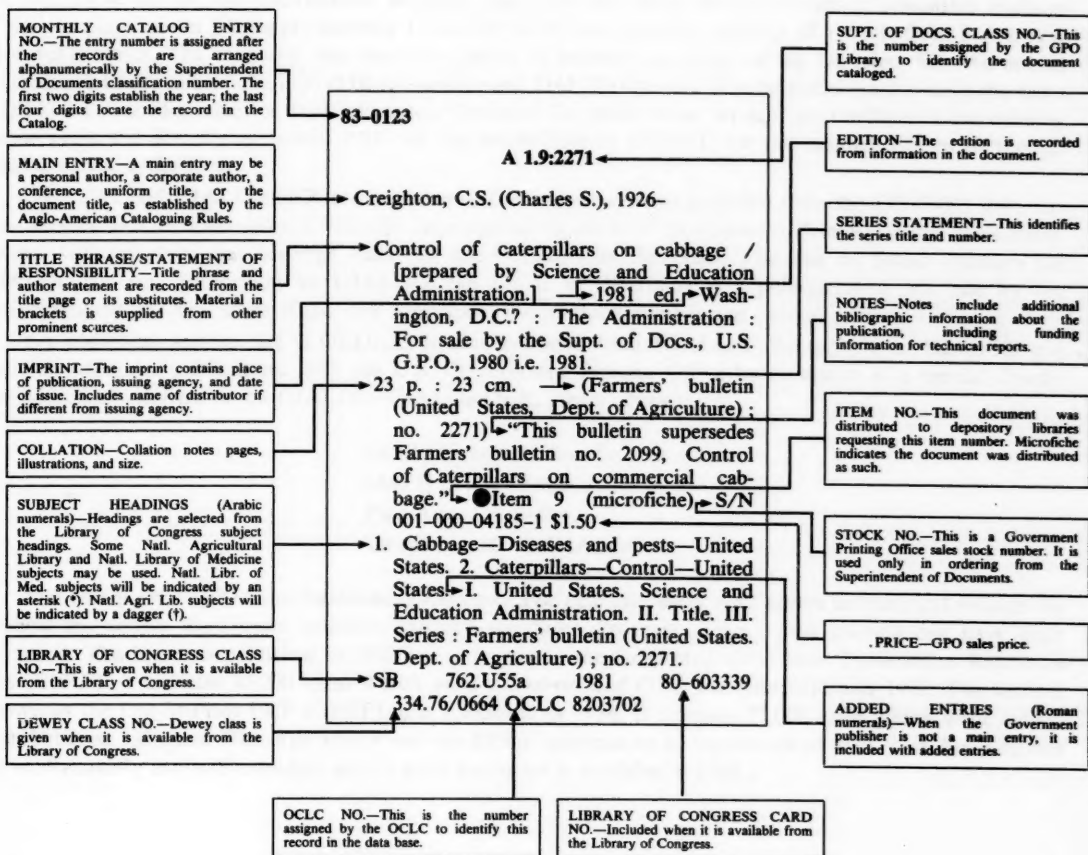 MONTHLY CATALOG ENTRY
NO.—The entry number is assigned after
the records are arranged
alphanumerically by the Superintendent
of Documents classification number. The
first two digits establish the year; the last
four digits locate the record in the
Catalog.
MAIN ENTRY—A main entry may be
a personal author, a corporate author, a
conference, uniform title, or the
document title, as established by the
Anglo-American Cataloguing Rules.
TITLE PHRASE/STATEMENT OF
RESPONSIBILITY—Title phrase and
author statement are recorded from the
title page or its substitutes. Material in
brackets is supplied from other
prominent sources.
IMPRINT—The imprint contains place
of publication, issuing agency, and date
of issue. Includes name of distributor if
different from issuing agency.
COLLATION—Collation notes pages,
illustrations, and size.
SUBJECT HEADINGS (Arabic
numerals)—Headings are selected from
the Library of Congress subject
headings. Some Natl. Agricultural
Library and Natl. Library of Medicine
subjects may be used. Natl. Libr. of
Med. subjects will be indicated by an
asterisk (*). Natl. Agri. Lib. subjects will
be indicated by a dagger (†).
LIBRARY OF CONGRESS CLASS
NO.—This is given when it is available
from the Library of Congress.
DEWEY CLASS NO.—Dewey class is
given when it is available from the
Library of Congress.
83-0123
A 1.9:2271
Creighton, C.S. (Charles S.), 1926-
Control of caterpillars on cabbage /
[prepared by Science and Education
Administration.] 1981 ed. Wash-
ington, D.C.? : The Administration :
For sale by the Supt. of Docs., U.S.
G.P.O., 1980 i.e. 1981.
23 p. : 23 cm. (Farmers' bulletin
(United States, Dept. of Agriculture) ;
no. 2271) "This bulletin supersedes
Farmers' bulletin no. 2099, Control
of Caterpillars on commercial cab-
bage." ●Item 9 (microfiche) S/N
001-000-04185-1 $1.50
1. Cabbage—Diseases and pests—United
States. 2. Caterpillars—Control—United
States. I. United States. Science and
Education Administration. II. Title. III.
Series : Farmers' bulletin (United States.
Dept. of Agriculture) ; no. 2271.
SB 762.U55a 1981 80-603339
334.76/0664 OCLC 8203702
SUPT. OF DOCS. CLASS NO.—This
is the number assigned by the GPO
Library to identify the document
cataloged.
EDITION—The edition is recorded
from information in the document.
SERIES STATEMENT—This identifies
the series title and number.
NOTES—Notes include additional
bibliographic information about the
publication, including funding
information for technical reports.
ITEM NO.—This document was
distributed to depository libraries
requesting this item number. Microfiche
indicates the document was distributed
as such.
STOCK NO.—This is a Government
Printing Office sales stock number. It is
used only in ordering from the
Superintendent of Documents.
.PRICE—GPO sales price.
ADDED ENTRIES (Roman
numerals)—When the Government
publisher is not a main entry, it is
included with added entries.
OCLC NO.—This is the number
assigned by the OCLC to identify this
record in the data base.
LIBRARY OF CONGRESS CARD
NO.—Included when it is available from
the Library of Congress.